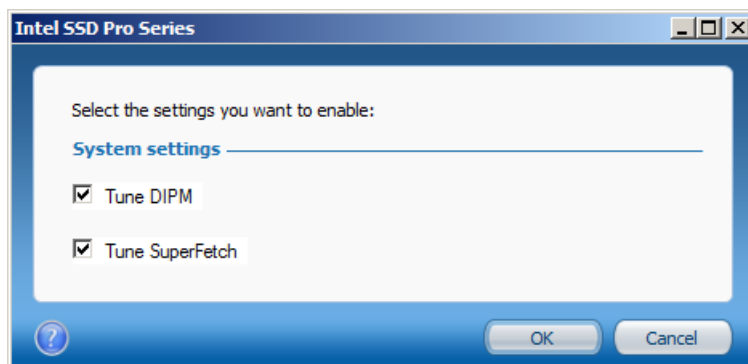 Intel SSD Pro Series
Select the settings you want to enable:
System settings
Tune DIPM
Tune SuperFetch
?
OK
Cancel